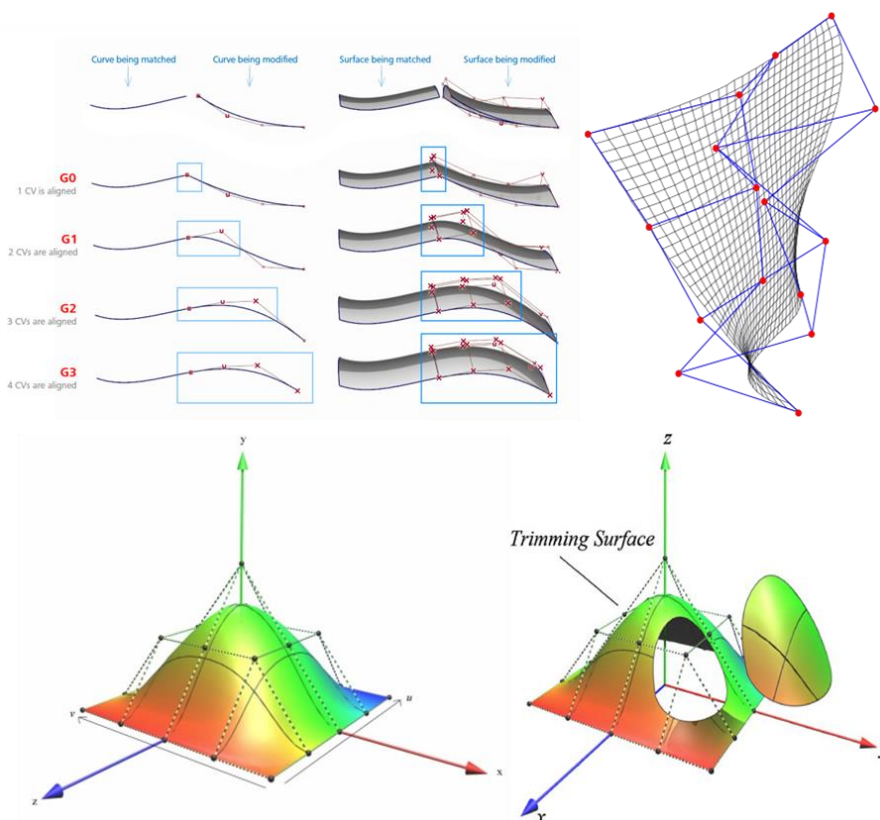 Curve being matched
Curve being modified
Surface being matched
Surface being modified
G0
1 CV is aligned
G1
2 CVs are aligned
G2
3 CVs are aligned
G3
4 CVs are aligned
y
v
u
z
x
z
Trimming Surface
x